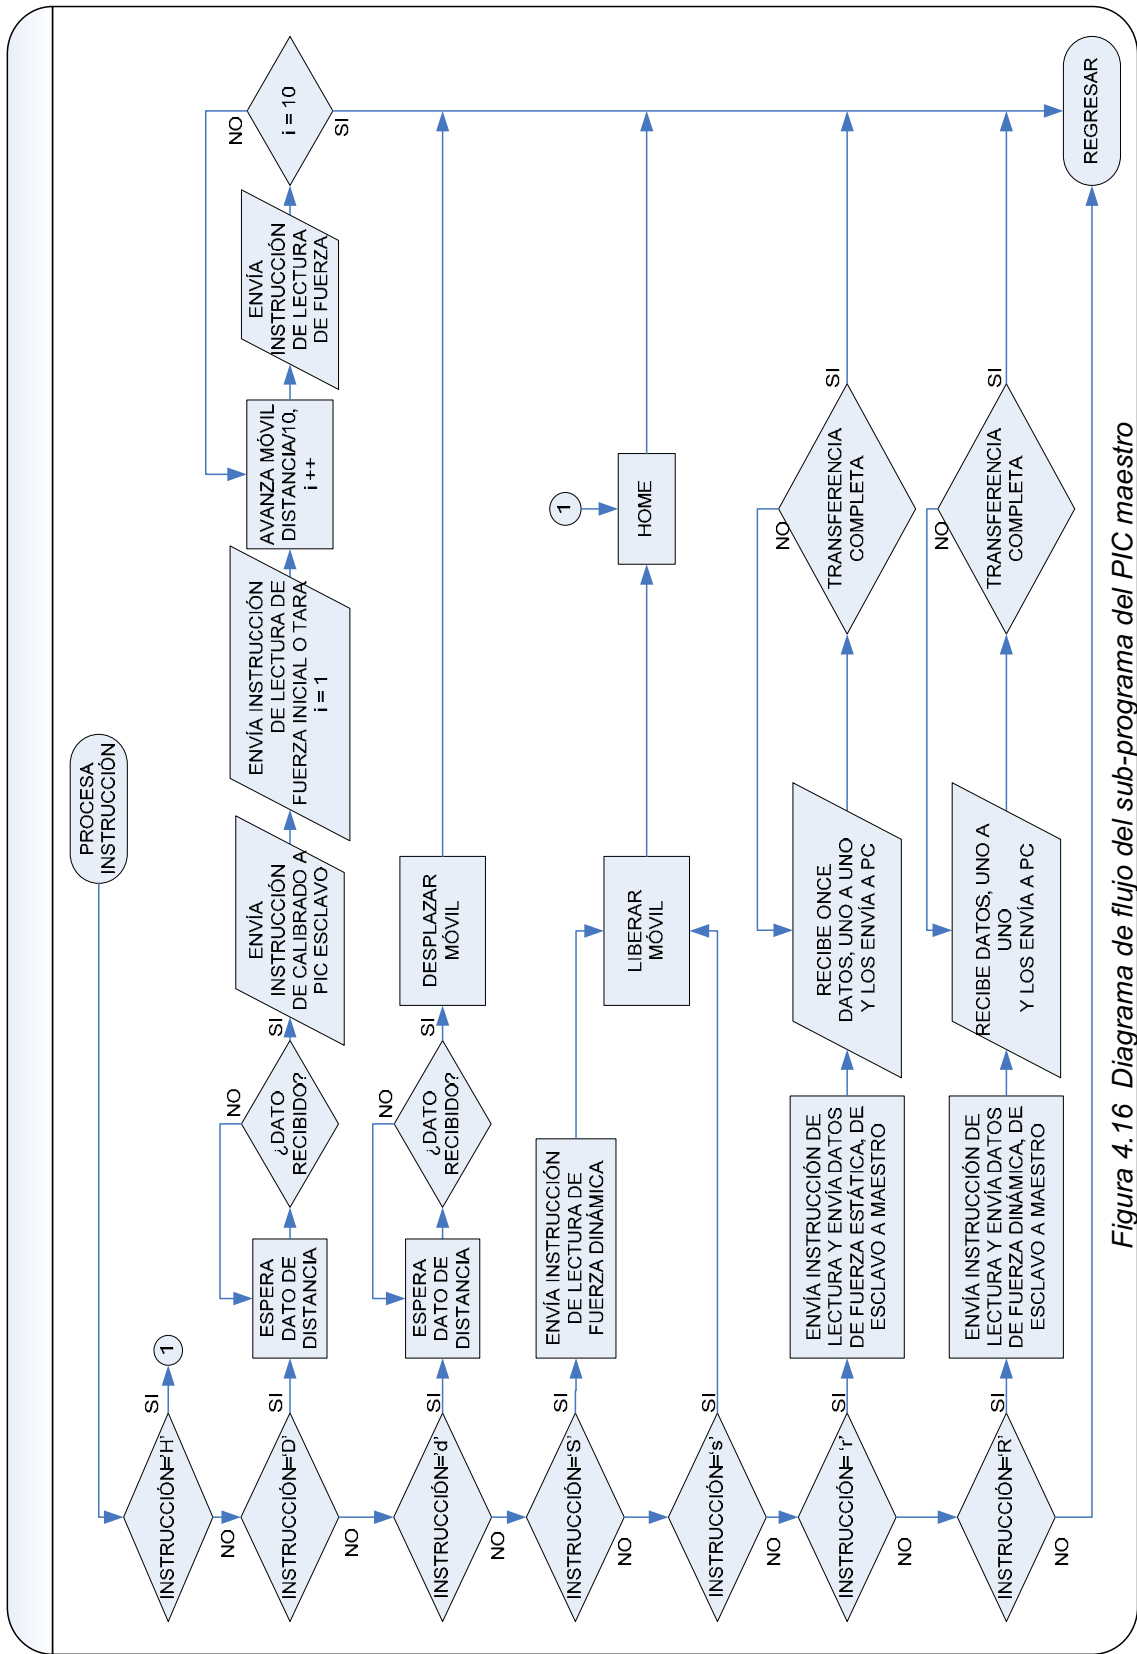 PROCESA
INSTRUCCIÓN
INSTRUCCIÓN='H'
SI
1
NO
INSTRUCCIÓN='D'
SI
ESPERA
DATO DE
DISTANCIA
¿DATO
RECIBIDO?
NO
SI
ENVÍA
INSTRUCCIÓN
DE CALIBRADO A
PIC ESCLAVO
ENVÍA INSTRUCCIÓN
DE LECTURA DE
FUERZA INICIAL O TARA
i = 1
AVANZA MÓVIL
DISTANCIA/10,
i ++
ENVÍA
INSTRUCCIÓN
DE LECTURA
DE FUERZA
i = 10
NO
SI
NO
INSTRUCCIÓN='d'
SI
ESPERA
DATO DE
DISTANCIA
¿DATO
RECIBIDO?
NO
SI
DESPLAZAR
MÓVIL
NO
INSTRUCCIÓN='S'
SI
ENVÍA INSTRUCCIÓN
DE LECTURA DE
FUERZA DINÁMICA
LIBERAR
MÓVIL
1
HOME
NO
INSTRUCCIÓN='s'
SI
NO
INSTRUCCIÓN= 'r'
SI
ENVÍA INSTRUCCIÓN DE
LECTURA Y ENVÍA DATOS
DE FUERZA ESTÁTICA, DE
ESCLAVO A MAESTRO
RECIBE ONCE
DATOS, UNO A UNO
Y LOS ENVÍA A PC
TRANSFERENCIA
COMPLETA
NO
SI
NO
INSTRUCCIÓN='R'
SI
ENVÍA INSTRUCCIÓN DE
LECTURA Y ENVÍA DATOS
DE FUERZA DINÁMICA, DE
ESCLAVO A MAESTRO
RECIBE DATOS, UNO A
UNO
Y LOS ENVÍA A PC
TRANSFERENCIA
COMPLETA
NO
SI
NO
REGRESAR
Figura 4.16 Diagrama de flujo del sub-programa del PIC maestro